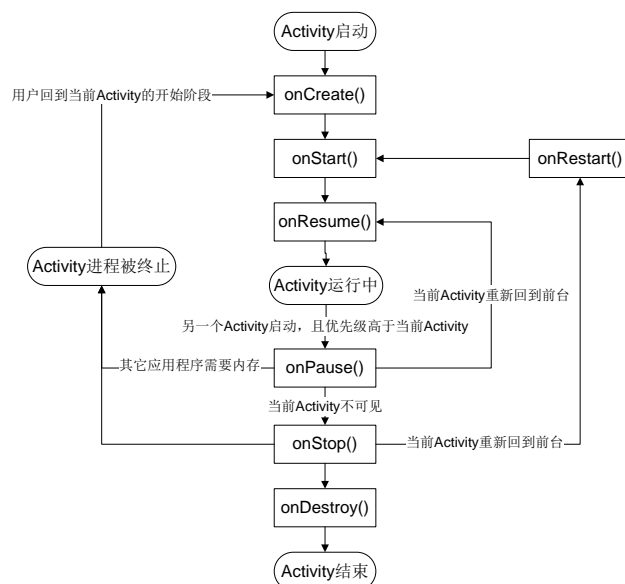 Activity启动
用户回到当前Activity的开始阶段
onCreate()
onStart()
onRestart()
onResume()
Activity进程被终止
Activity运行中
当前Activity重新回到前台
另一个Activity启动，且优先级高于当前Activity
其它应用程序需要内存
onPause()
当前Activity不可见
onStop()
当前Activity重新回到前台
onDestroy()
Activity结束